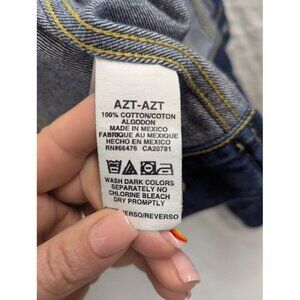 AZT-AZT
100% COTTON/COTON
ALGODON
MADE IN MEXICO
FABRIQUE AU MEXIQUE
HECHO EN MEXICO
RN#66476 CA20781
WASH DARK COLORS
SEPARATELY NO
CHLORINE BLEACH
DRY PROMPTLY
VERSO/REVERSO